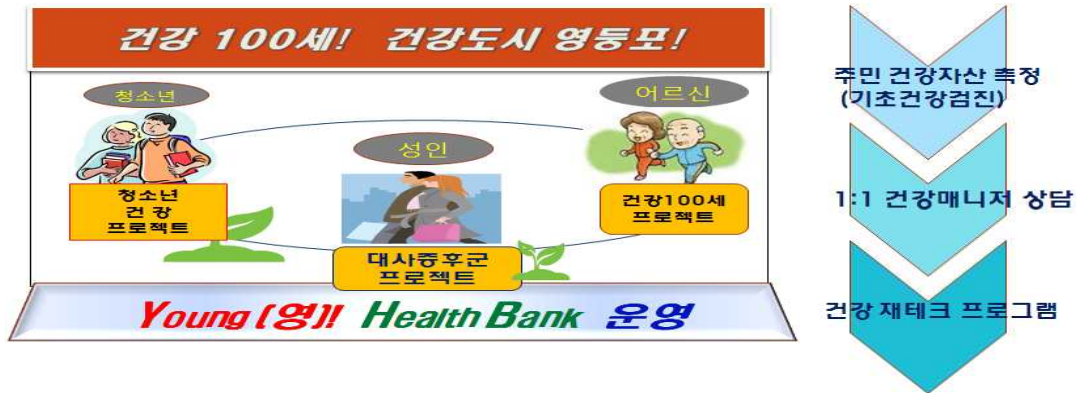 건강 100세! 건강도시 영등포!
청소년
어르신
성인
청소년
건 강
프로젝트
건강100세
프로젝트
대사증후군
프로젝트
Young (영)! Health Bank 운영
주민 건강자산 측정
(기초건강검진)
1:1 건강매니저 상담
건강 재테크 프로그램